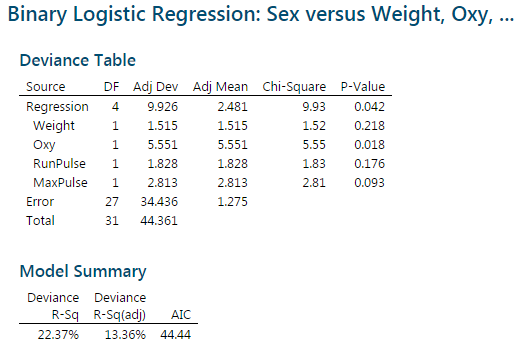 Binary Logistic Regression: Sex versus Weight, Oxy, ...
Deviance Table
Source DF Adj Dev Adj Mean Chi-Square P-Value
Regression 4 9.926 2.481 9.93 0.042
Weight 1 1.515 1.515 1.52 0.218
Oxy 1 5.551 5.551 5.55 0.018
RunPulse 1 1.828 1.828 1.83 0.176
MaxPulse 1 2.813 2.813 2.81 0.093
Error 27 34.436 1.275
Total 31 44.361
Model Summary
Deviance Deviance
R-Sq R-Sq(adj) AIC
22.37% 13.36% 44.44